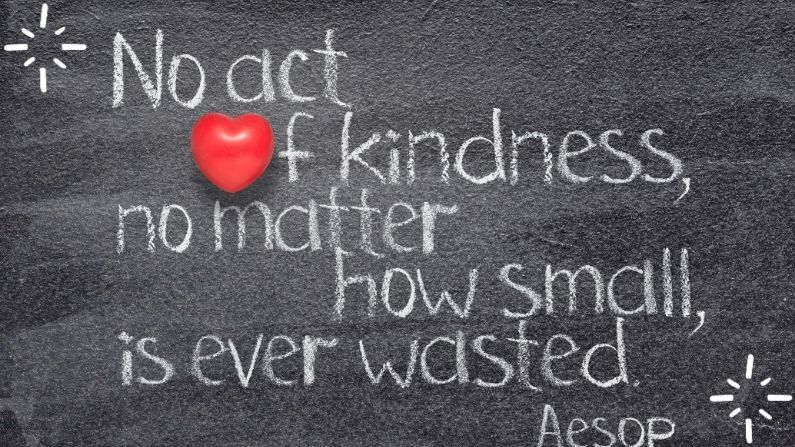 No act
of kindness,
no matter
how small,
is ever wasted.
Aesop